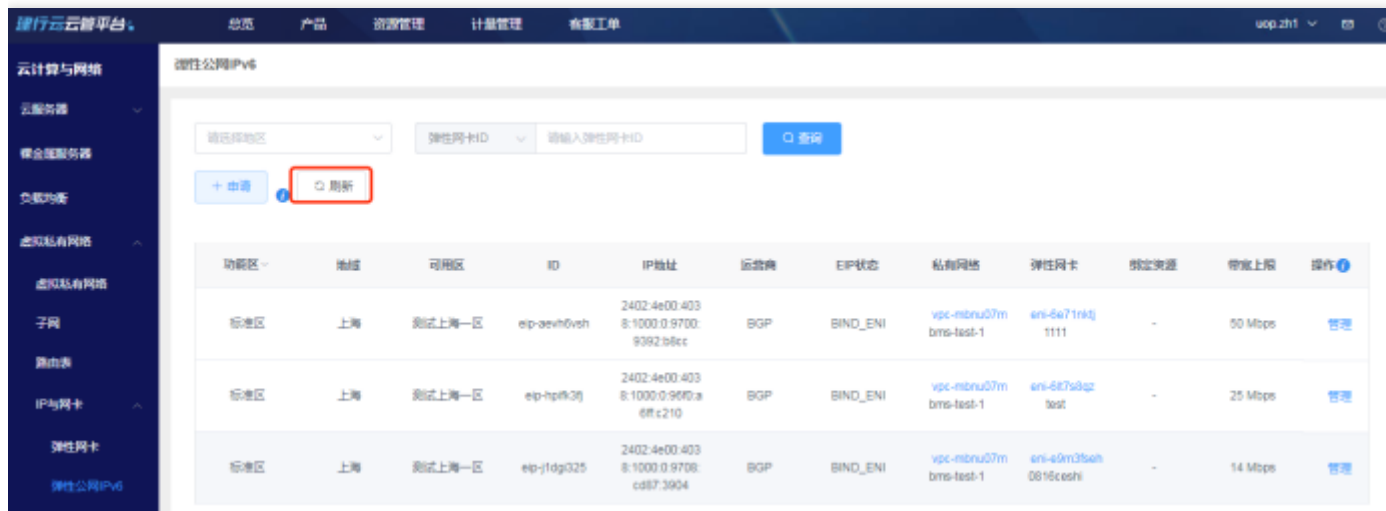 建行云云管平台
总览 产品 资源管理 计量管理 客服工单 uop.zh1
云计算与网络
弹性公网IPv6
云服务器
请选择地区 弹性网卡ID 请输入弹性网卡ID 查询
裸金属服务器
+ 申请 刷新
负载均衡
虚拟私有网络
功能区 地域 可用区 ID IP地址 运营商 EIP状态 私有网络 弹性网卡 绑定资源 带宽上限 操作
虚拟私有网络
子网
标准区 上海 测试上海一区 eip-aevh6vsh 2402:4e00:403 BGP BIND_ENI vpc-mbnu07m eni-6e71nktj - 50 Mbps 管理
8:1000:0:9700: bms-test-1 1111
9392:b8cc
路由表
IP与网卡
标准区 上海 测试上海一区 2402:4e00:403 BGP BIND_ENI vpc-mbnu07m - 25 Mbps 管理
8:1000:0:96f0:a bms-test-1 test
6ff:c210
弹性网卡
弹性公网IPv6
标准区 上海 测试上海一区 eip-j1dgi325 2402:4e00:403 BGP BIND_ENI vpc-mbnu07m eni-e9m3fseh - 14 Mbps 管理
8:1000:0:9708: bms-test-1 0816ceshi
cd87:3904